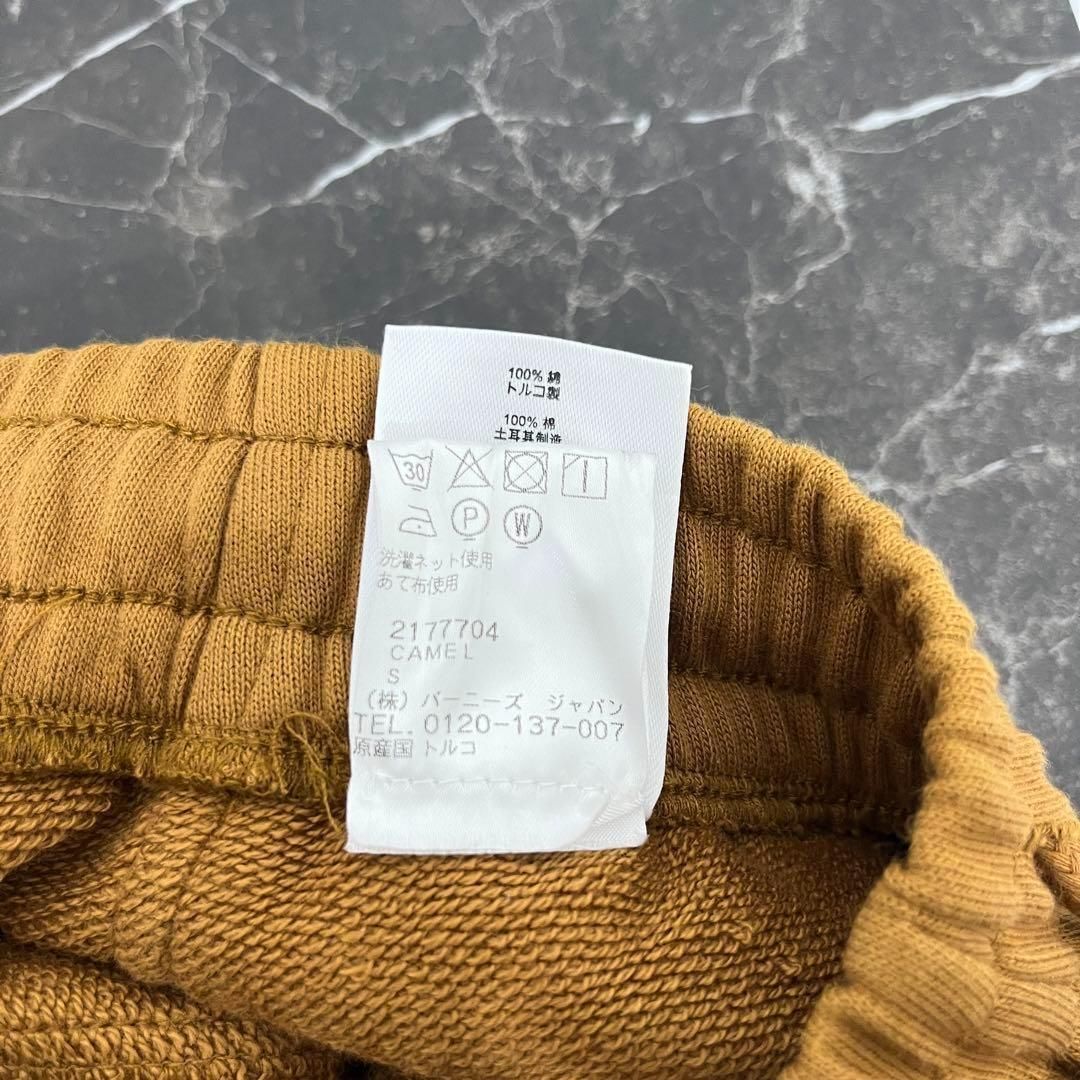 100% 綿
トルコ製
100% 棉
土耳其制造
30
P W
洗濯ネット使用
あて布使用
2177704
CAMEL
S
(株) バーニーズ ジャパン
TEL. 0120-137-007
原産国 トルコ